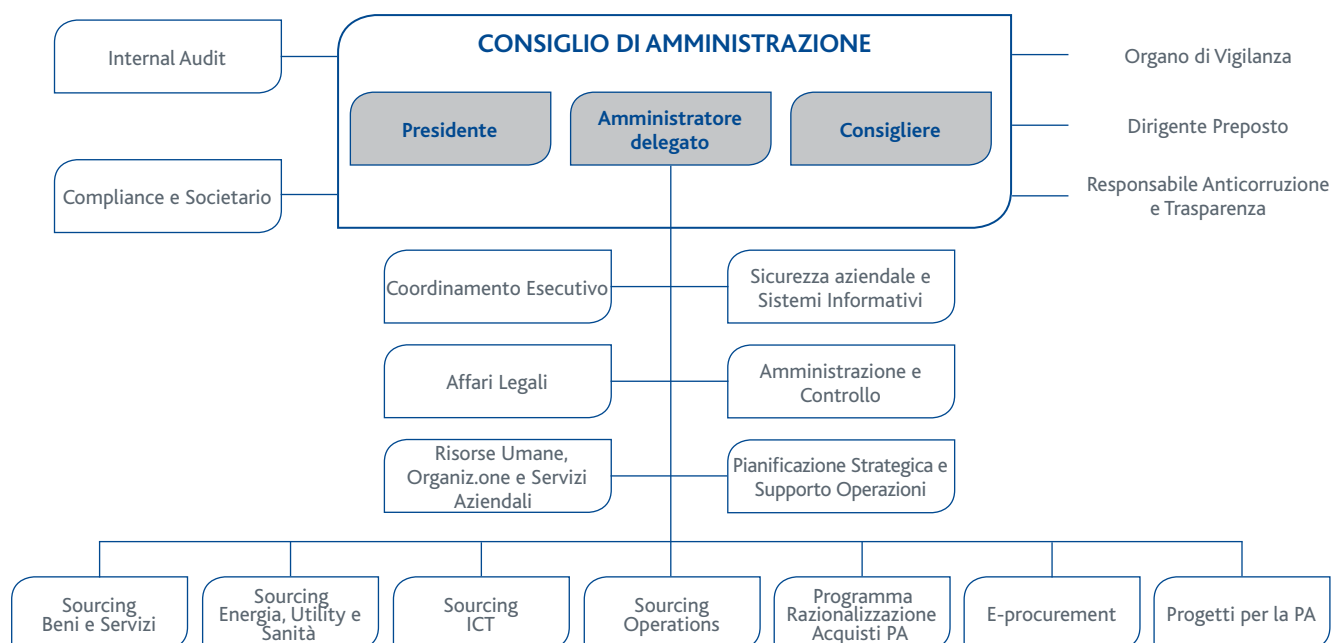 CONSIGLIO DI AMMINISTRAZIONE
Internal Audit
Organo di Vigilanza
Presidente
Amministratore
delegato
Consigliere
Dirigente Preposto
Compliance e Societario
Responsabile Anticorruzione
e Trasparenza
Coordinamento Esecutivo
Sicurezza aziendale e
Sistemi Informativi
Affari Legali
Amministrazione e
Controllo
Risorse Umane,
Organiz.one e Servizi
Aziendali
Pianificazione Strategica e
Supporto Operazioni
Sourcing
Beni e Servizi
Sourcing
Energia, Utility e
Sanità
Sourcing
ICT
Sourcing
Operations
Programma
Razionalizzazione
Acquisti PA
E-procurement
Progetti per la PA